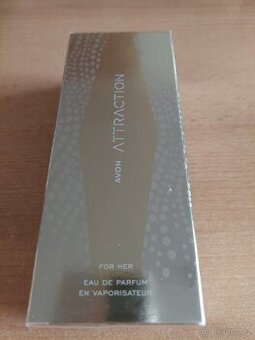 AVON ATTRACTION
FOR HER
EAU DE PARFUM
EN VAPORISATEUR